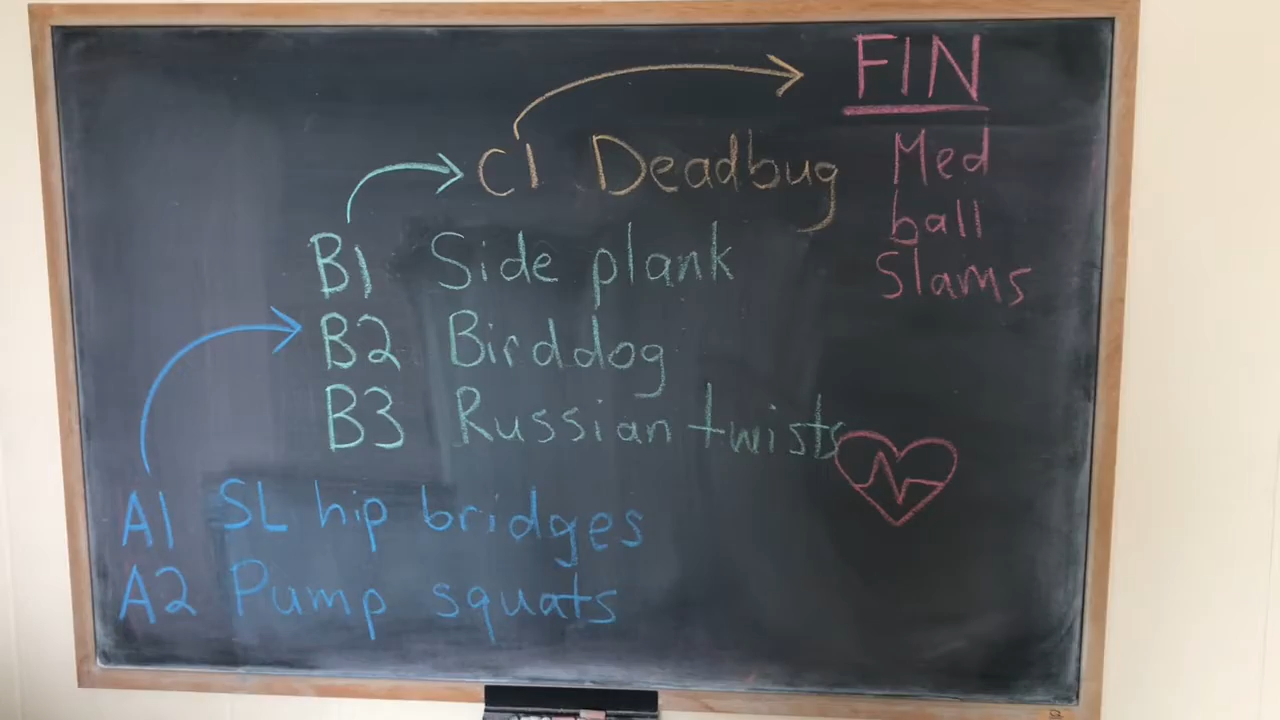 FIN
Med
ball
Slams
C1 Deadbug
B1 Side plank
B2 Birddog
B3 Russian twists
A1 SL hip bridges
A2 Pump squats